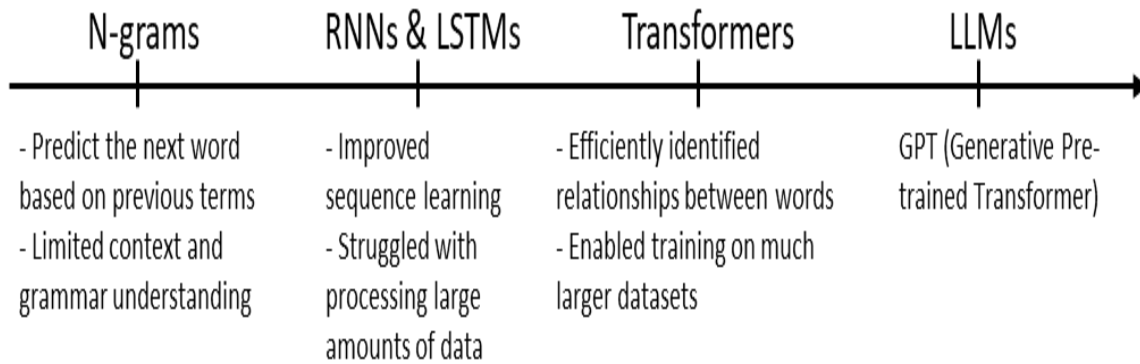 N-grams
RNNs & LSTMs
Transformers
LLMs
- Predict the next word
based on previous terms
- Limited context and
grammar understanding
- Improved
sequence learning
- Struggled with
processing large
amounts of data
- Efficiently identified
relationships between words
- Enabled training on much
larger datasets
GPT (Generative Pre-
trained Transformer)